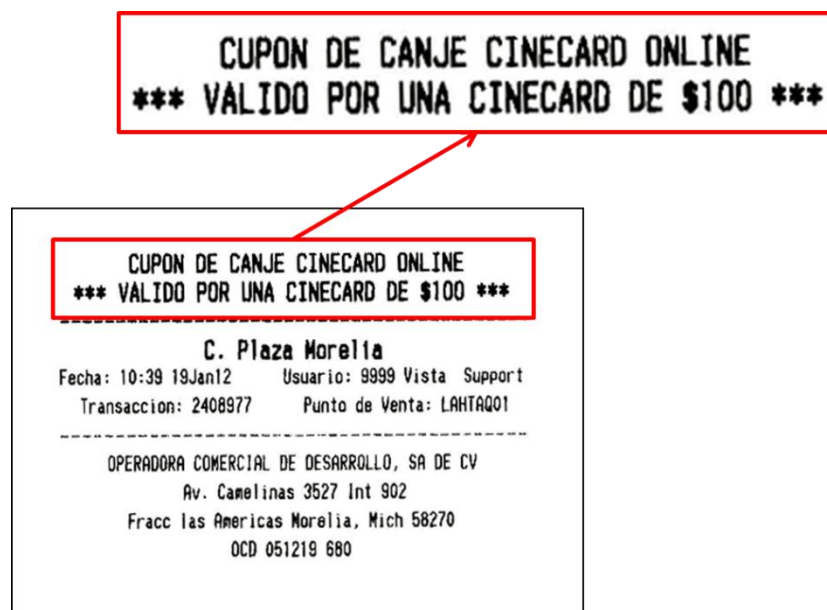 CUPON DE CANJE CINECARD ONLINE
*** VALIDO POR UNA CINECARD DE $100 ***
CUPON DE CANJE CINECARD ONLINE
*** VALIDO POR UNA CINECARD DE $100 ***
C. Plaza Morelia
Fecha: 10:39 19Jan12 Usuario: 9999 Vista Support
Transaccion: 2408977 Punto de Venta: LAHTAQ01
OPERADORA COMERCIAL DE DESARROLLO, SA DE CV
Av. Camelinas 3527 Int 902
Fracc las Americas Morelia, Mich 58270
OCD 051219 680